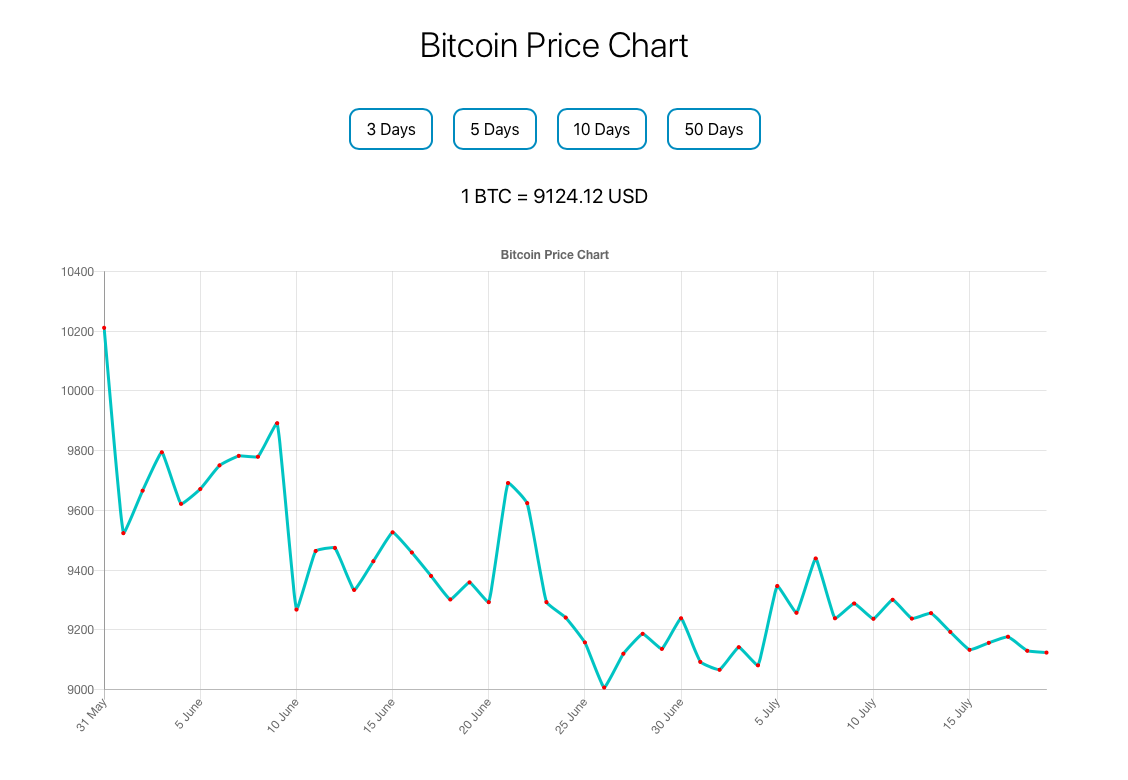 Bitcoin Price Chart
3 Days
5 Days
10 Days
50 Days
1 BTC = 9124.12 USD
Bitcoin Price Chart
10400
10200
10000
9800
9600
9400
9200
9000
31 May
5 June
10 June
15 June
20 June
25 June
30 June
5 July
10 July
15 July